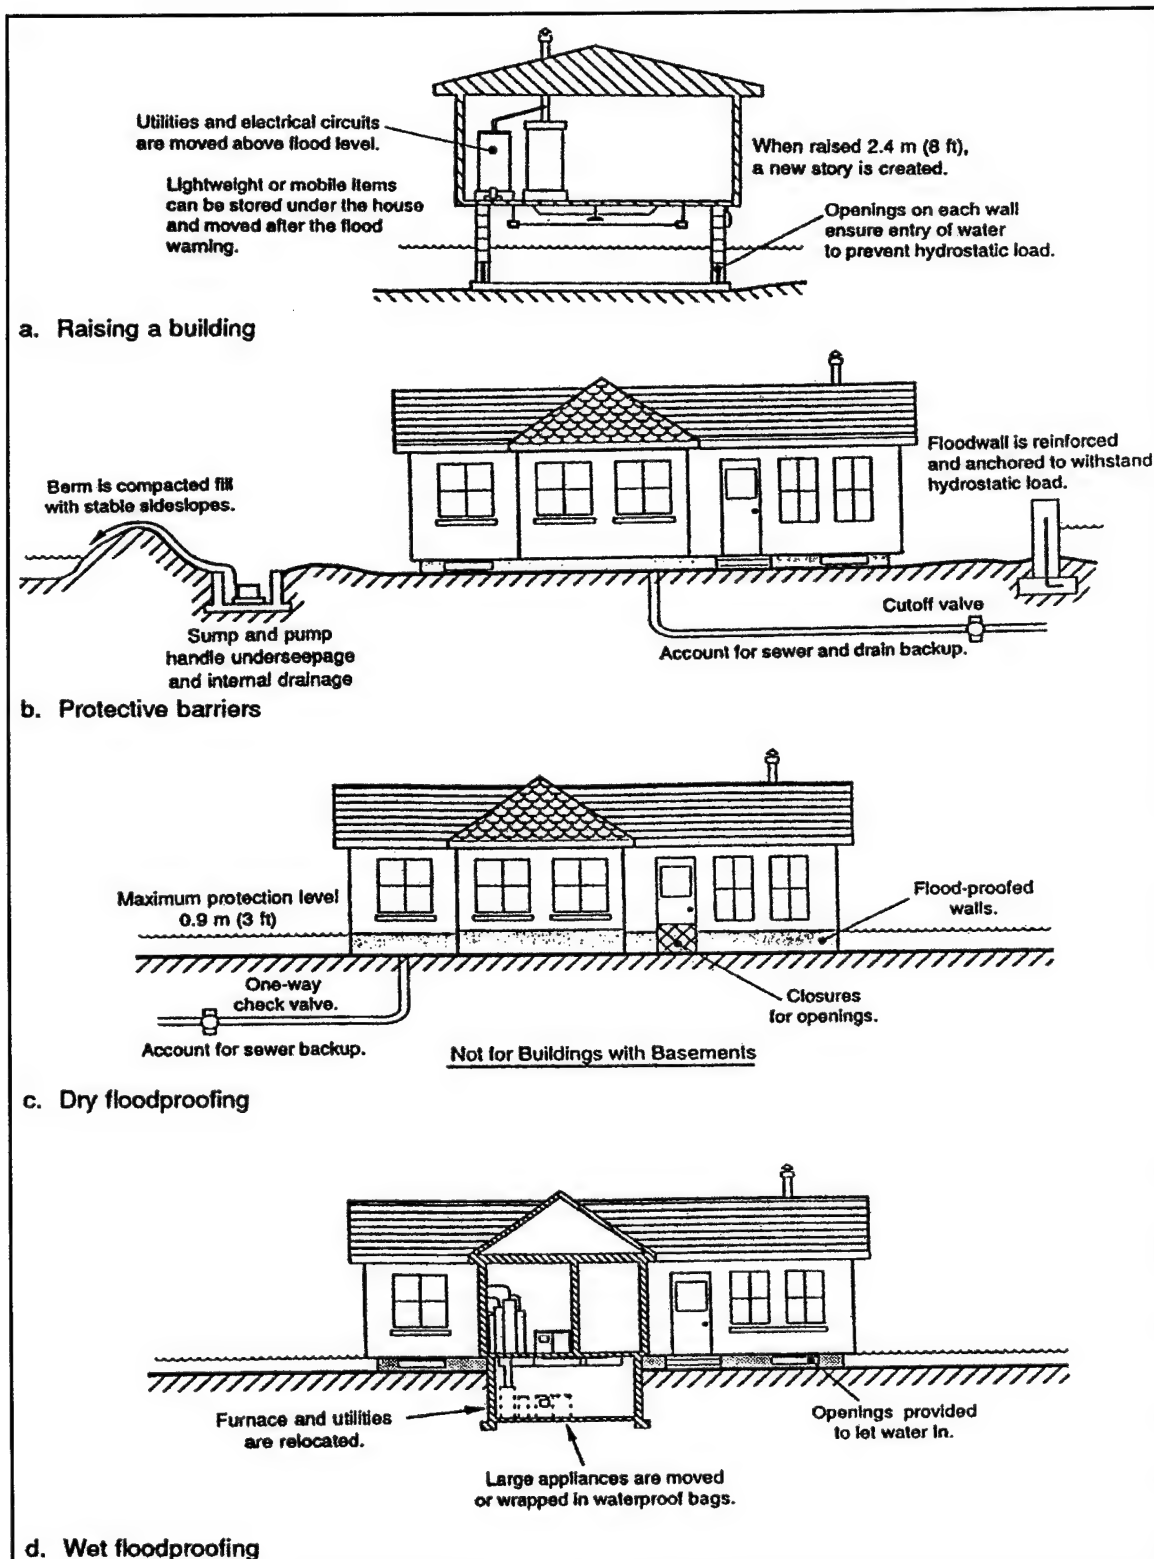 Utilities and electrical circuits
are moved above flood level.
Lightweight or mobile items
can be stored under the house
and moved after the flood
warning.
When raised 2.4 m (8 ft),
a new story is created.
Openings on each wall
ensure entry of water
to prevent hydrostatic load.
a. Raising a building
Berm is compacted fill
with stable sideslopes.
Floodwall is reinforced
and anchored to withstand
hydrostatic load.
Sump and pump
handle underseepage
and internal drainage
Cutoff valve
Account for sewer and drain backup.
b. Protective barriers
Maximum protection level
0.9 m (3 ft)
Flood-proofed
walls.
One-way
check valve.
Closures
for openings.
Account for sewer backup.
Not for Buildings with Basements
c. Dry floodproofing
Furnace and utilities
are relocated.
Openings provided
to let water in.
Large appliances are moved
or wrapped in waterproof bags.
d. Wet floodproofing